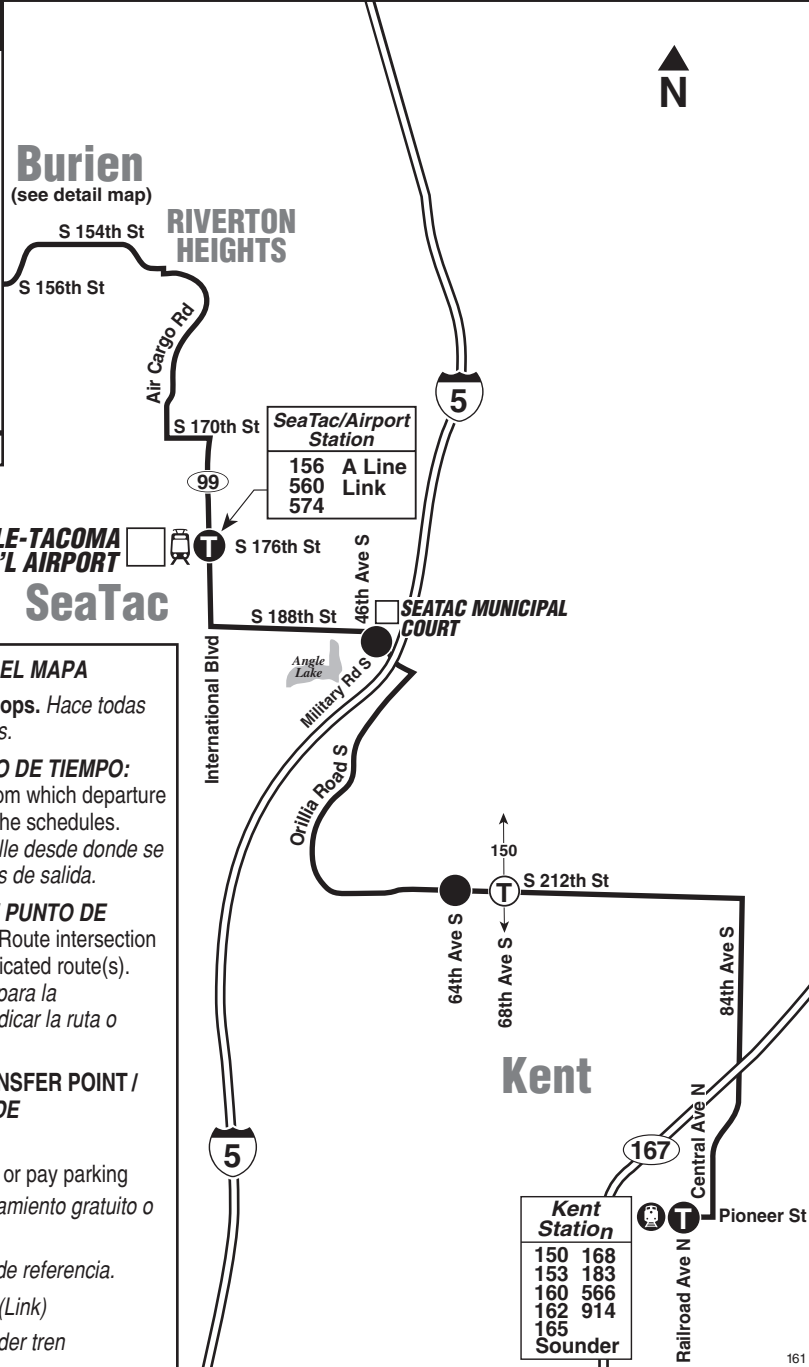 N
Burien
(see detail map)
RIVERTON
HEIGHTS
S 154th St
S 156th St
Air Cargo Rd
5
S 170th St
SeaTac/Airport
Station
156 A Line
560 Link
574
99
LE-TACOMA
'L AIRPORT
T
S 176th St
SeaTac
46th Ave S
S 188th St
SEATAC MUNICIPAL
COURT
Angle
Lake
Military Rd S
International Blvd
Orillia Road S
150
T
S 212th St
64th Ave S
68th Ave S
84th Ave S
Kent
5
167
Central Ave N
Kent
Station
150 168
153 183
160 566
162 914
165
Sounder
T
Pioneer St
Railroad Ave N
EL MAPA
ops. Hace todas
s.
O DE TIEMPO:
om which departure
he schedules.
lle desde donde se
s de salida.
PUNTO DE
Route intersection
icated route(s).
para la
dicar la ruta o
NSFER POINT /
DE
or pay parking
amiento gratuito o
de referencia.
(Link)
der tren
161